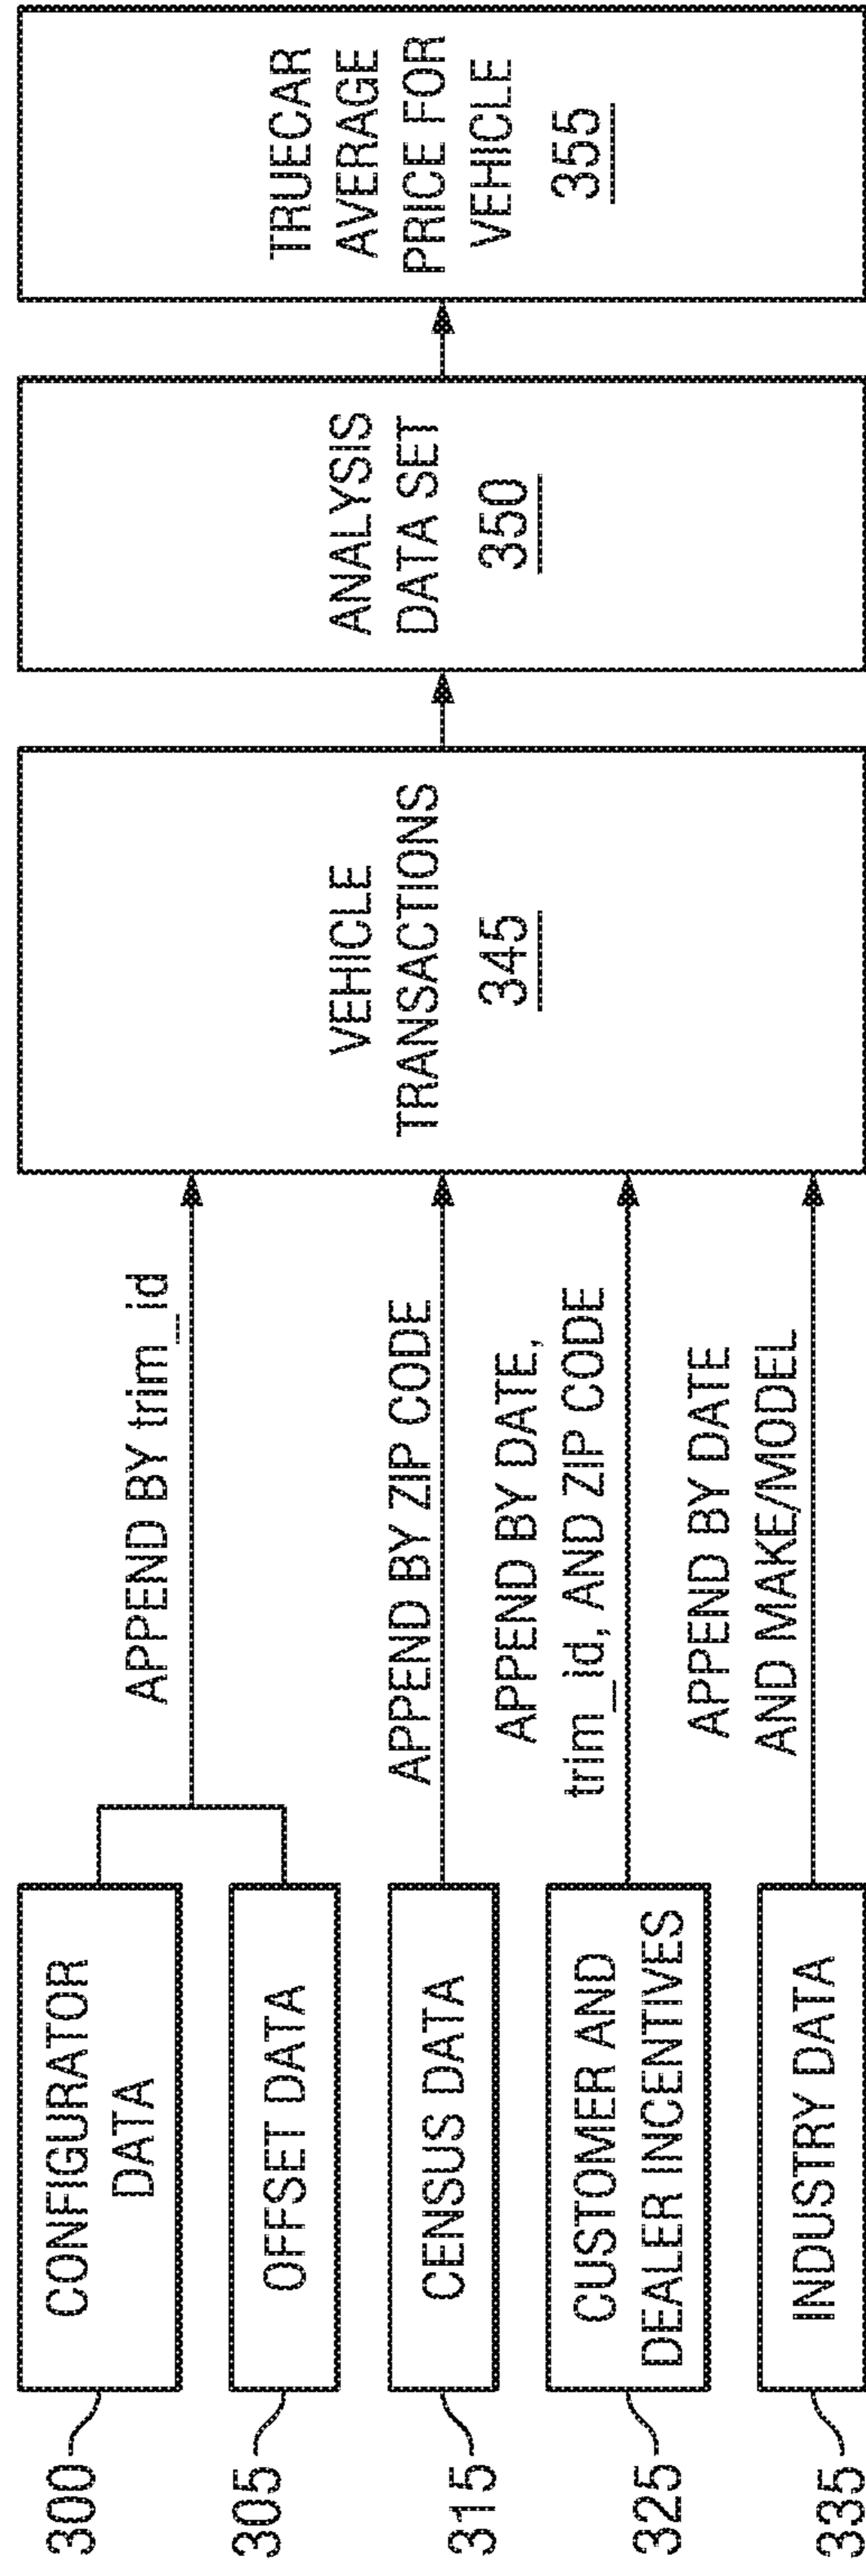 300
CONFIGURATOR
DATA
305
OFFSET DATA
315
CENSUS DATA
325
CUSTOMER AND
DEALER INCENTIVES
335
INDUSTRY DATA
APPEND BY trim_id
APPEND BY ZIP CODE
APPEND BY DATE,
trim_id, AND ZIP CODE
APPEND BY DATE
AND MAKE/MODEL
VEHICLE
TRANSACTIONS
345
ANALYSIS
DATA SET
350
TRUECAR
AVERAGE
PRICE FOR
VEHICLE
355